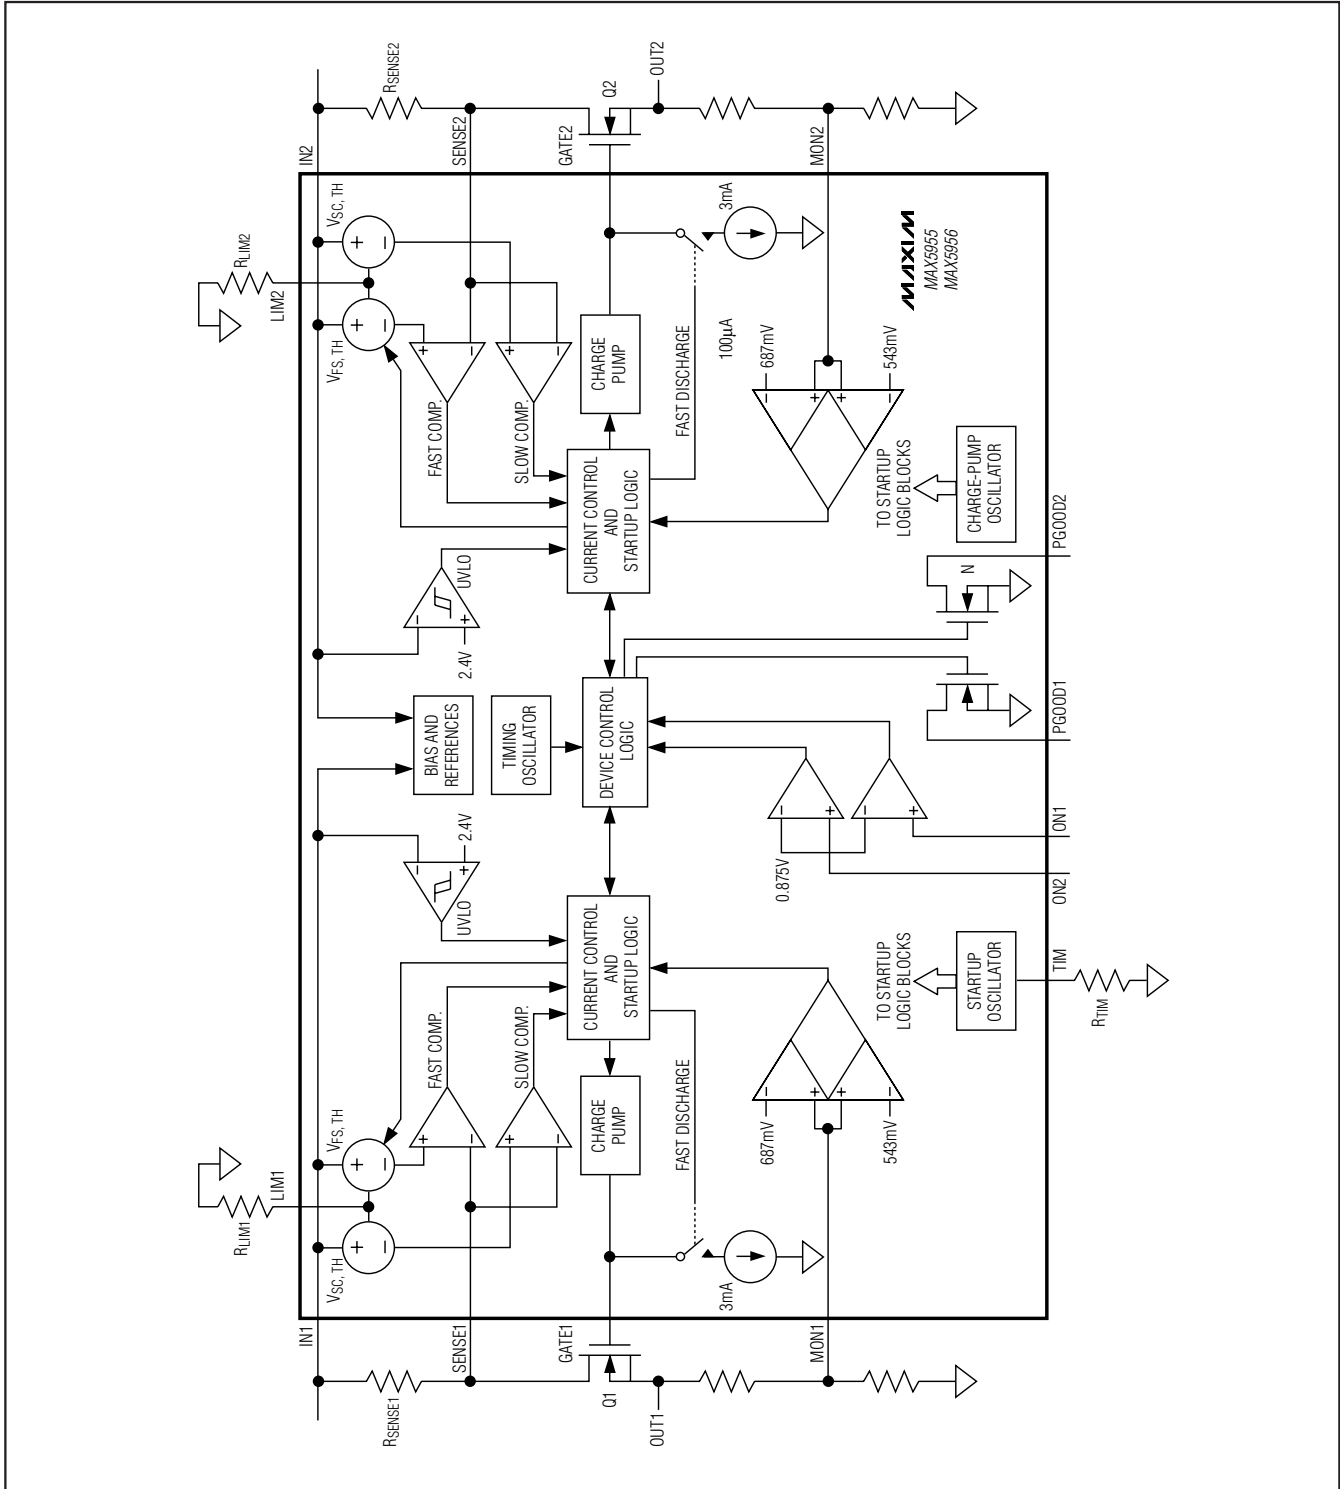 IN1
IN2
RSENSE1
RLIM1
LIM1
VSC, TH
VFS, TH
BIAS AND
REFERENCES
UVLO
2.4V
2.4V
UVLO
RLIM2
LIM2
VFS, TH
VSC, TH
RSENSE2
SENSE1
FAST COMP.
SLOW COMP.
TIMING
OSCILLATOR
FAST COMP.
SLOW COMP.
SENSE2
GATE1
Q1
CHARGE
PUMP
CURRENT CONTROL
AND
STARTUP LOGIC
DEVICE CONTROL
LOGIC
CURRENT CONTROL
AND
STARTUP LOGIC
CHARGE
PUMP
GATE2
Q2
OUT1
3mA
FAST DISCHARGE
FAST DISCHARGE
100µA
3mA
OUT2
MON1
687mV
543mV
0.875V
687mV
543mV
MON2
TO STARTUP
LOGIC BLOCKS
STARTUP
OSCILLATOR
TO STARTUP
LOGIC BLOCKS
CHARGE-PUMP
OSCILLATOR
N
MAXIM
MAX5955
MAX5956
RTIM
TIM
ON2
ON1
PGOOD1
PGOOD2